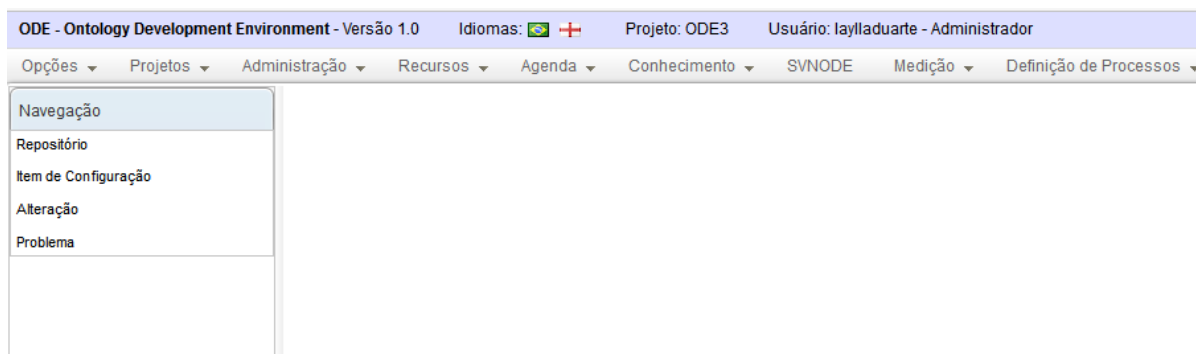 ODE - Ontology Development Environment - Versão 1.0 Idiomas: Projeto: ODE3 Usuário: laylladuarte - Administrador
Opções Projetos Administração Recursos Agenda Conhecimento SVNODE Medição Definição de Processos
Navegação
Repositório
Item de Configuração
Alteração
Problema